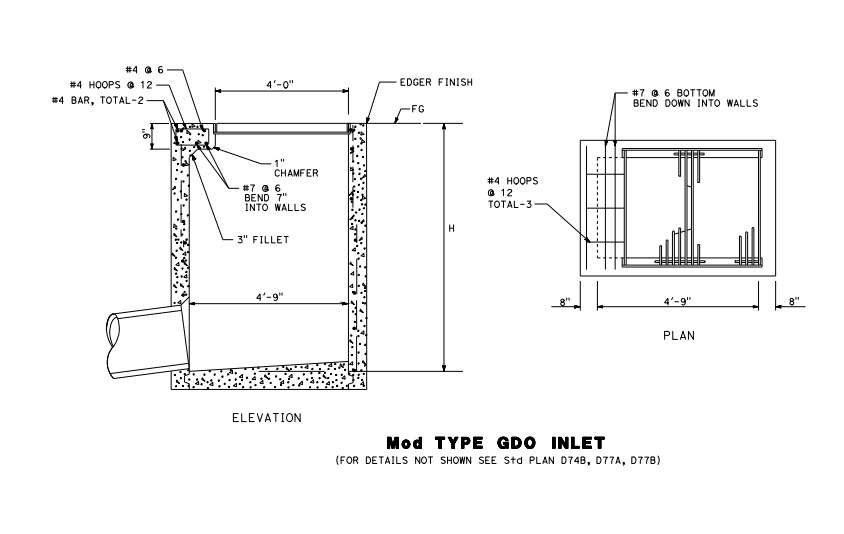 #4 @ 6
#4 HOOPS @ 12
#4 BAR, TOTAL-2
4'-0"
EDGER FINISH
FG
9"
1"
CHAMFER
#7 @ 6
BEND 7"
INTO WALLS
3" FILLET
H
4'-9"
ELEVATION
#7 @ 6 BOTTOM
BEND DOWN INTO WALLS
#4 HOOPS
@ 12
TOTAL-3
8"
4'-9"
8"
PLAN
Mod TYPE GDO INLET
(FOR DETAILS NOT SHOWN SEE Std PLAN D74B, D77A, D77B)